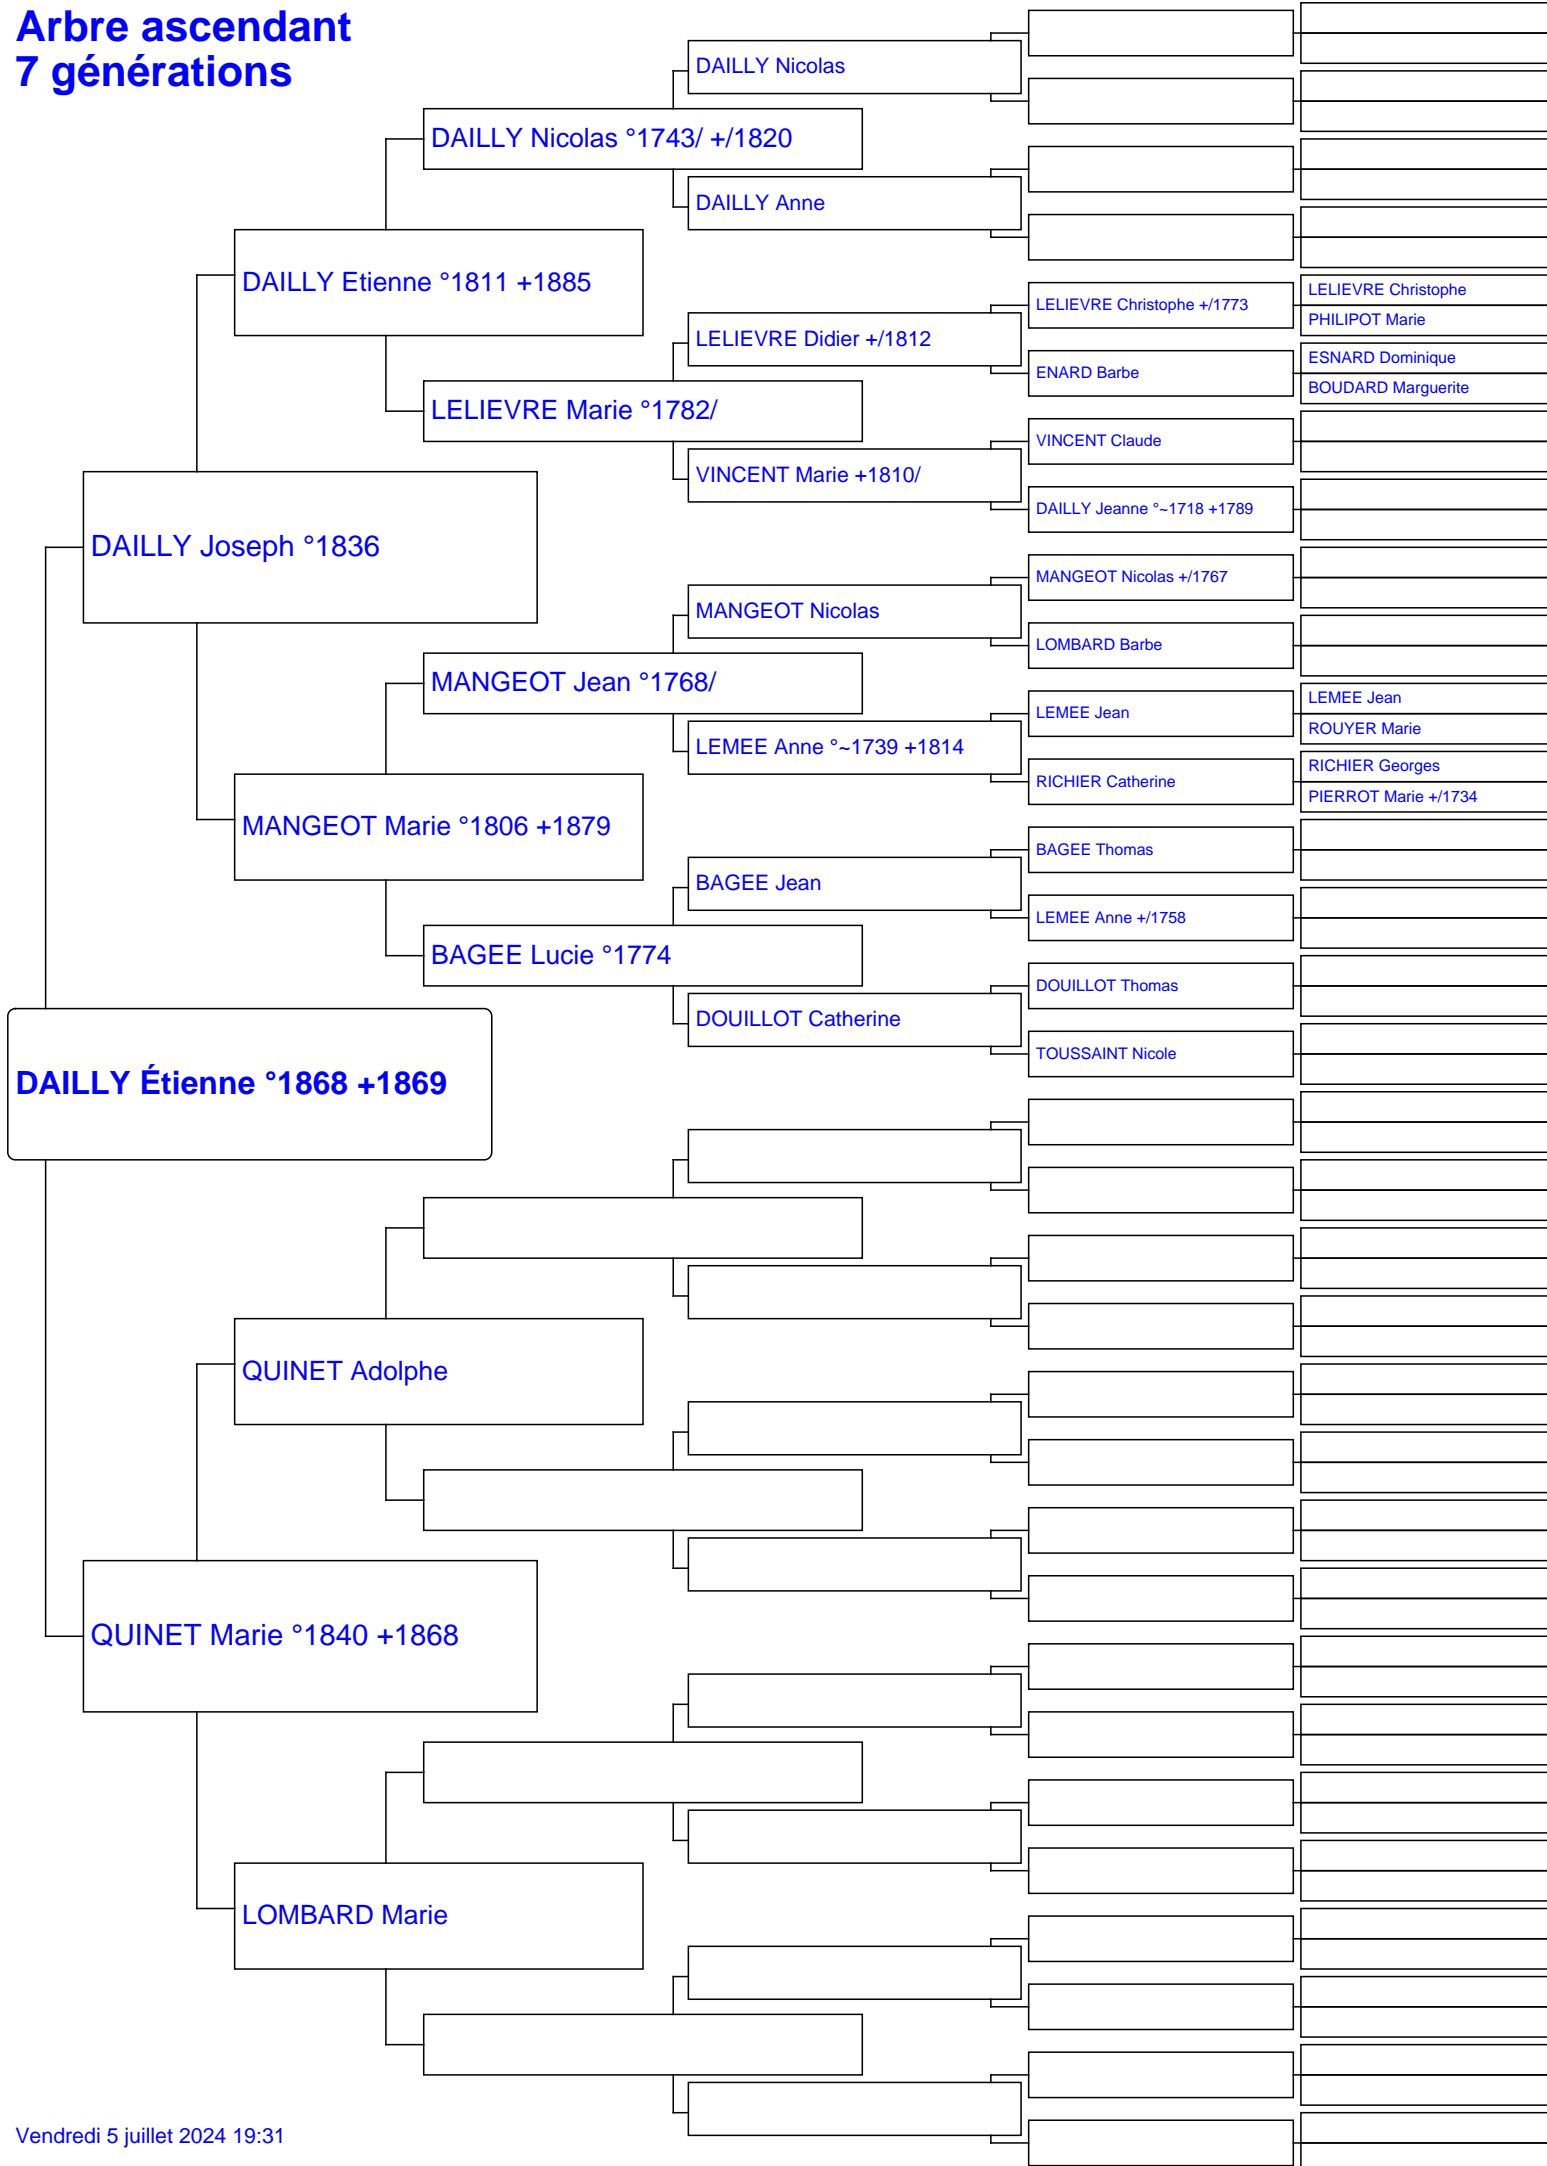 Arbre ascendant
7 générations
DAILLY Nicolas
DAILLY Nicolas °1743/ +/1820
DAILLY Anne
DAILLY Etienne °1811 +1885
LELIEVRE Christophe +/1773
LELIEVRE Christophe
PHILIPOT Marie
LELIEVRE Didier +/1812
ENARD Barbe
ESNARD Dominique
BOUDARD Marguerite
LELIEVRE Marie °1782/
VINCENT Claude
VINCENT Marie +1810/
DAILLY Jeanne °~1718 +1789
DAILLY Joseph °1836
MANGEOT Nicolas +/1767
MANGEOT Nicolas
LOMBARD Barbe
MANGEOT Jean °1768/
LEMEE Jean
LEMEE Jean
ROUYER Marie
LEMEE Anne °~1739 +1814
RICHIER Catherine
RICHIER Georges
PIERROT Marie +/1734
MANGEOT Marie °1806 +1879
BAGEE Thomas
BAGEE Jean
LEMEE Anne +/1758
BAGEE Lucie °1774
DOUILLOT Thomas
DOUILLOT Catherine
TOUSSAINT Nicole
DAILLY Étienne °1868 +1869
QUINET Adolphe
QUINET Marie °1840 +1868
LOMBARD Marie
Vendredi 5 juillet 2024 19:31